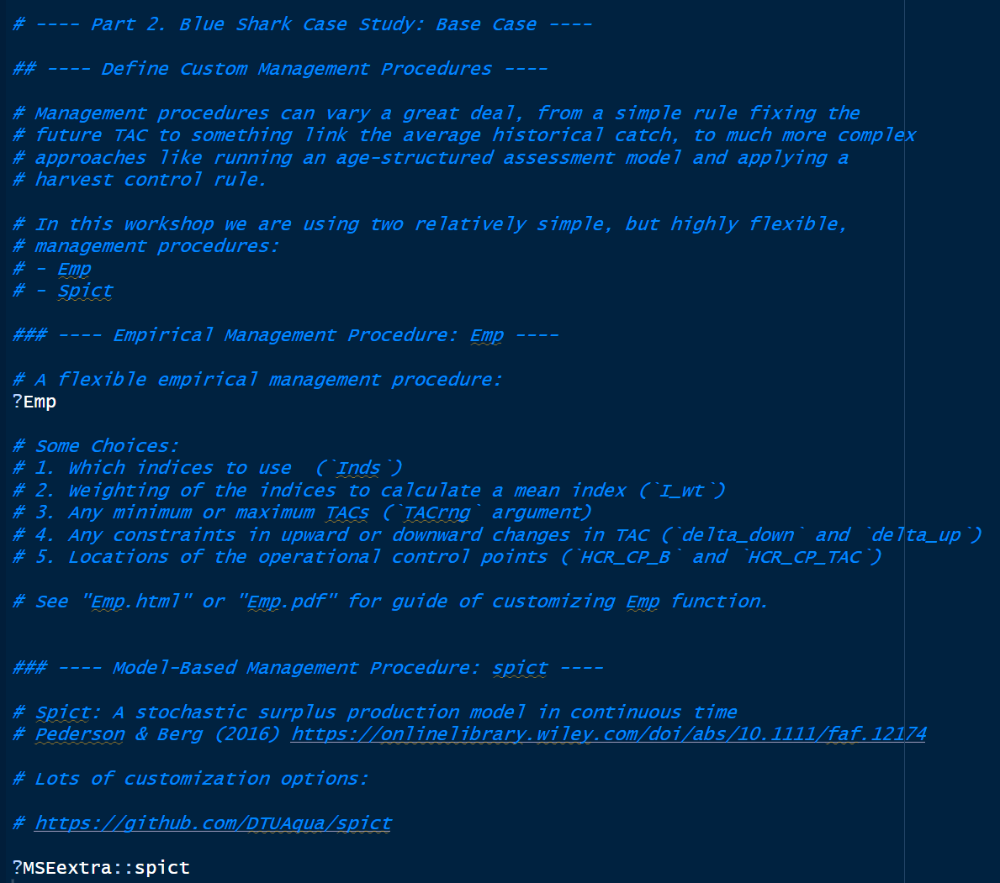 # ---- Part 2. Blue Shark Case Study: Base Case ----
## ---- Define Custom Management Procedures ----
# Management procedures can vary a great deal, from a simple rule fixing the
# future TAC to something link the average historical catch, to much more complex
# approaches like running an age-structured assessment model and applying a
# harvest control rule.
# In this workshop we are using two relatively simple, but highly flexible,
# management procedures:
# - Emp
# - Spict
### ---- Empirical Management Procedure: Emp ----
# A flexible empirical management procedure:
?Emp
# Some Choices:
# 1. Which indices to use  (`Inds`)
# 2. Weighting of the indices to calculate a mean index (`I_wt`)
# 3. Any minimum or maximum TACs (`TACrng` argument)
# 4. Any constraints in upward or downward changes in TAC (`delta_down` and `delta_up`)
# 5. Locations of the operational control points (`HCR_CP_B` and `HCR_CP_TAC`)
# See "Emp.html" or "Emp.pdf" for guide of customizing Emp function.
### ---- Model-Based Management Procedure: spict ----
# Spict: A stochastic surplus production model in continuous time
# Pederson & Berg (2016) https://onlinelibrary.wiley.com/doi/abs/10.1111/faf.12174
# Lots of customization options:
# https://github.com/DTUAqua/spict
?MSEextra::spict